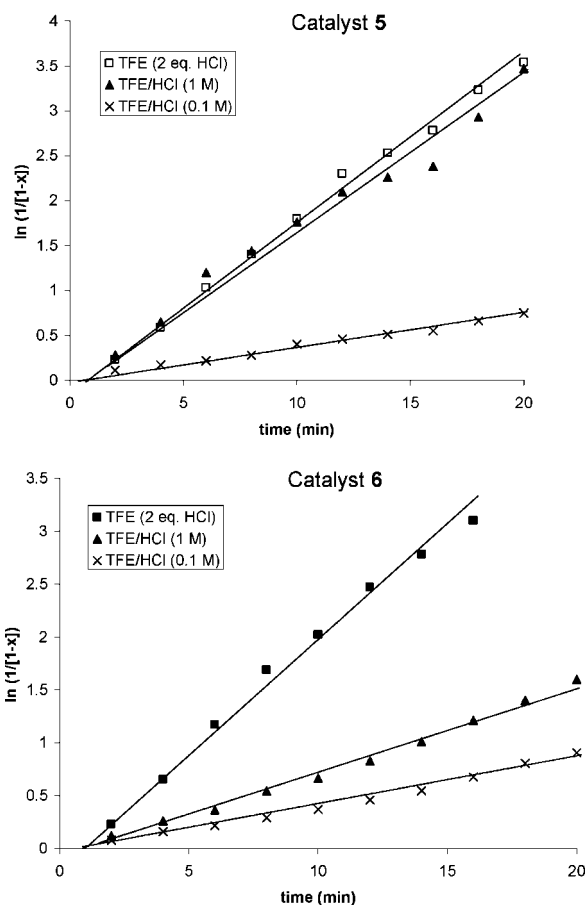 Catalyst 5
TFE (2 eq. HCl)
TFE/HCl (1 M)
TFE/HCl (0.1 M)
ln (1/[1-x]
4
3.5
3
2.5
2
1.5
1
0.5
0
0 5 10 15 20
time (min)
Catalyst 6
TFE (2 eq. HCl)
TFE/HCl (1 M)
TFE/HCl (0.1 M)
ln (1/[1-x])
3.5
3
2.5
2
1.5
1
0.5
0
0 5 10 15 20
time (min)